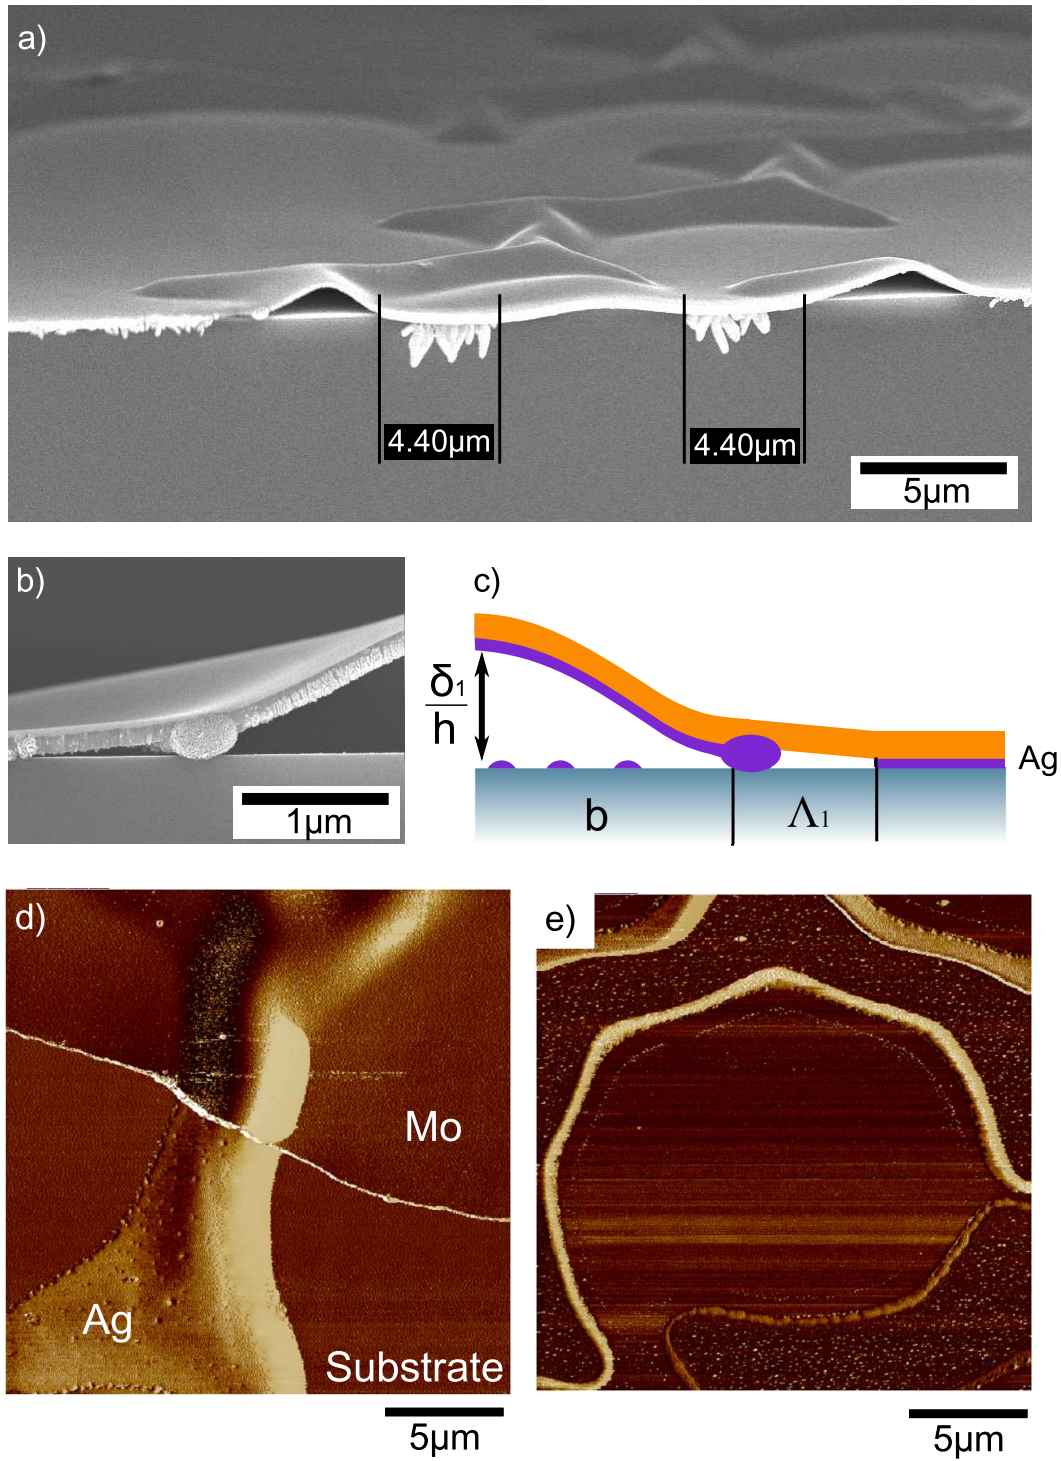 a)
4.40µm
4.40µm
5µm
b)
1µm
c)
δ₁
h
Ag
b
Λ₁
d)
Mo
Ag
Substrate
5µm
e)
5µm